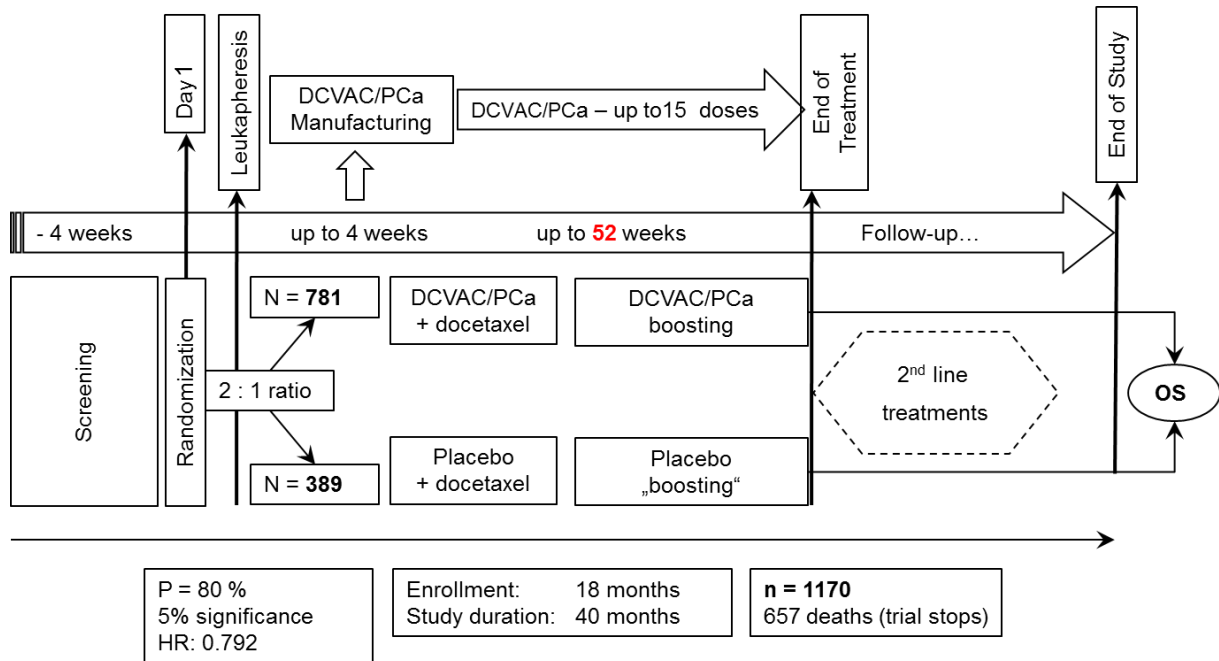 Day 1
Leukapheresis
DCVAC/PCa
Manufacturing
DCVAC/PCa – up to15 doses
End of
Treatment
End of Study
- 4 weeks
up to 4 weeks
up to 52 weeks
Follow-up…
Screening
Randomization
2 : 1 ratio
N = 781
DCVAC/PCa
+ docetaxel
DCVAC/PCa
boosting
2nd line
treatments
OS
N = 389
Placebo
+ docetaxel
Placebo
„boosting“
P = 80 %
5% significance
HR: 0.792
Enrollment: 18 months
Study duration: 40 months
n = 1170
657 deaths (trial stops)